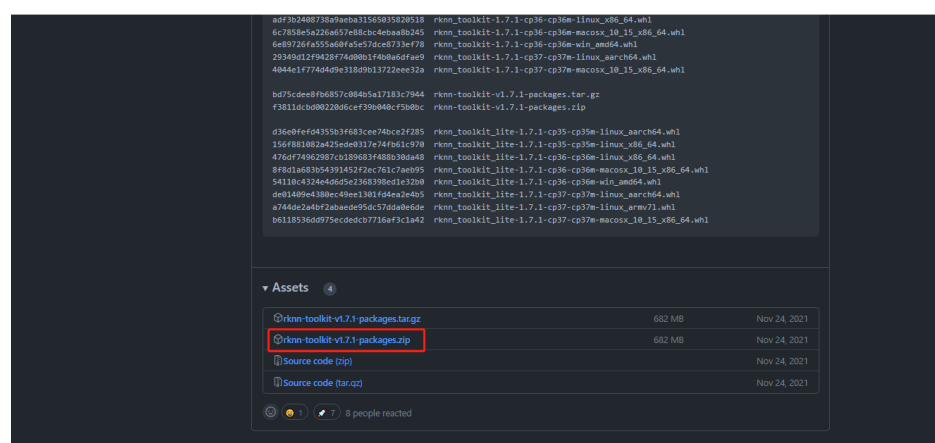 adf3b2408738a9aeba31565035820518 rknn_toolkit-1.7.1-cp36-cp36m-linux_x86_64.whl
6c7858e5a226a657e88cbc4ebaa8b245 rknn_toolkit-1.7.1-cp36-cp36m-macosx_10_15_x86_64.whl
6e89726fa555a60fa5e57dce8733ef78 rknn_toolkit-1.7.1-cp36-cp36m-win_amd64.whl
29349d12f9428f74d00b1f4b0a6dfae9 rknn_toolkit-1.7.1-cp37-cp37m-linux_aarch64.whl
4044e1f774d4d9e318d9b13722eee32a rknn_toolkit-1.7.1-cp37-cp37m-macosx_10_15_x86_64.whl
bd75cdee8fb6857c084b5a17183c7944 rknn-toolkit-v1.7.1-packages.tar.gz
f3811dcbd00220d6cef39b040cf5b0bc rknn-toolkit-v1.7.1-packages.zip
d36e0fefd4355b3f683cee74bce2f285 rknn_toolkit_lite-1.7.1-cp35-cp35m-linux_aarch64.whl
156f881082a425ede0317e74fb61c970 rknn_toolkit_lite-1.7.1-cp35-cp35m-linux_x86_64.whl
476df74962987cb189683f488b30da48 rknn_toolkit_lite-1.7.1-cp36-cp36m-linux_x86_64.whl
8f8d1a683b54391452f2ec761c7aeb95 rknn_toolkit_lite-1.7.1-cp36-cp36m-macosx_10_15_x86_64.whl
54110c4324e4d6d5e2368398ed1e32b0 rknn_toolkit_lite-1.7.1-cp36-cp36m-win_amd64.whl
de01409e4380ec49ee1301fd4ea2e4b5 rknn_toolkit_lite-1.7.1-cp37-cp37m-linux_aarch64.whl
a744de2a4bf2abaede95dc57dda0e6de rknn_toolkit_lite-1.7.1-cp37-cp37m-linux_armv7l.whl
b6118536dd975ecdedcb7716af3c1a42 rknn_toolkit_lite-1.7.1-cp37-cp37m-macosx_10_15_x86_64.whl
Assets 4
rknn-toolkit-v1.7.1-packages.tar.gz 682 MB Nov 24, 2021
rknn-toolkit-v1.7.1-packages.zip 682 MB Nov 24, 2021
Source code (zip) Nov 24, 2021
Source code (tar.gz) Nov 24, 2021
1 7 8 people reacted